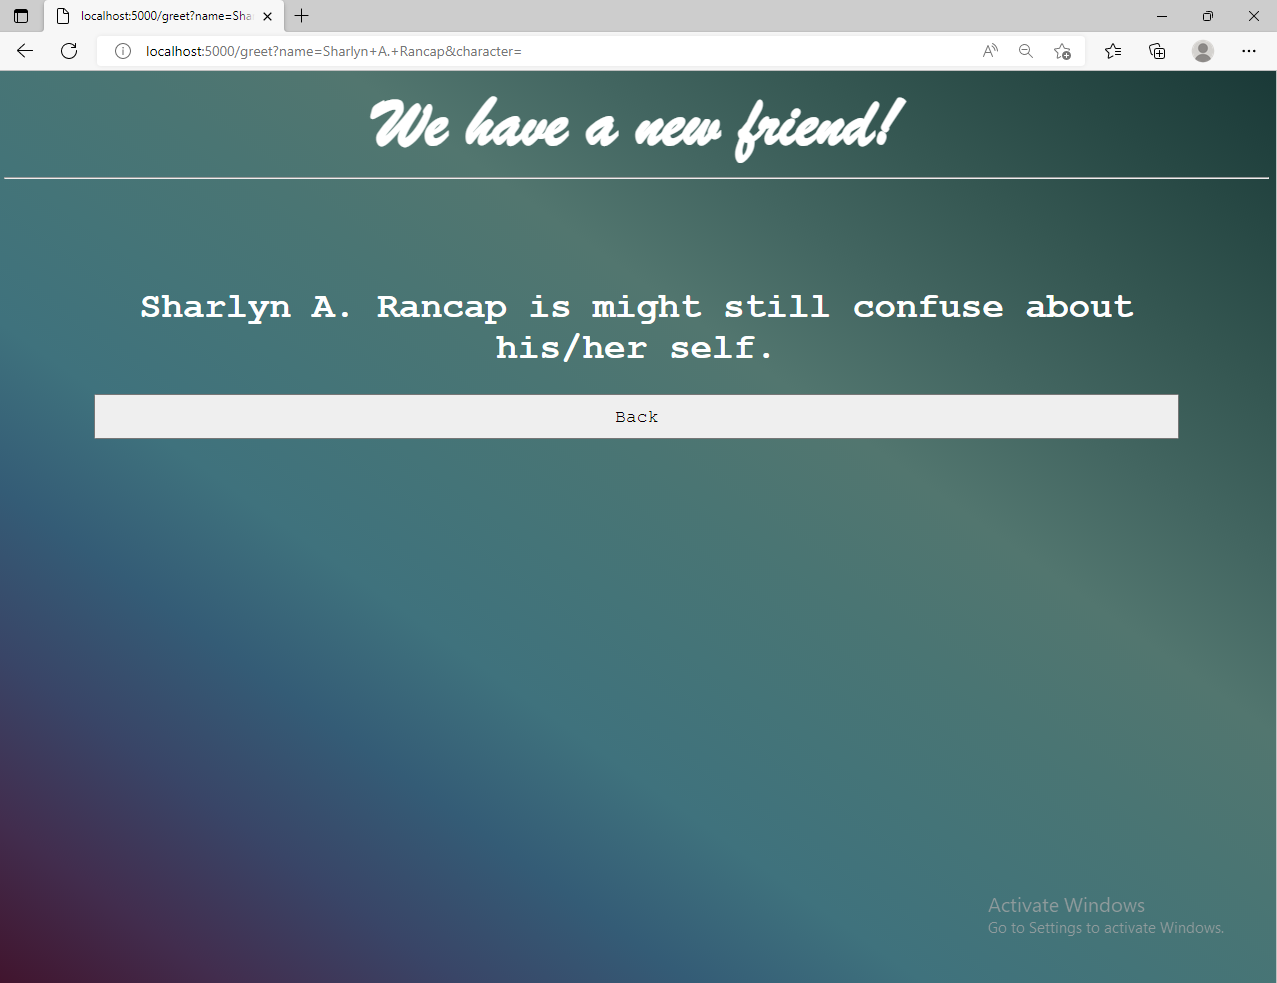 localhost:5000/greet?name=Sha
localhost:5000/greet?name=Sharlyn+A.+Rancap&character=
We have a new friend!
Sharlyn A. Rancap is might still confuse about
his/her self.
Back
Activate Windows
Go to Settings to activate Windows.